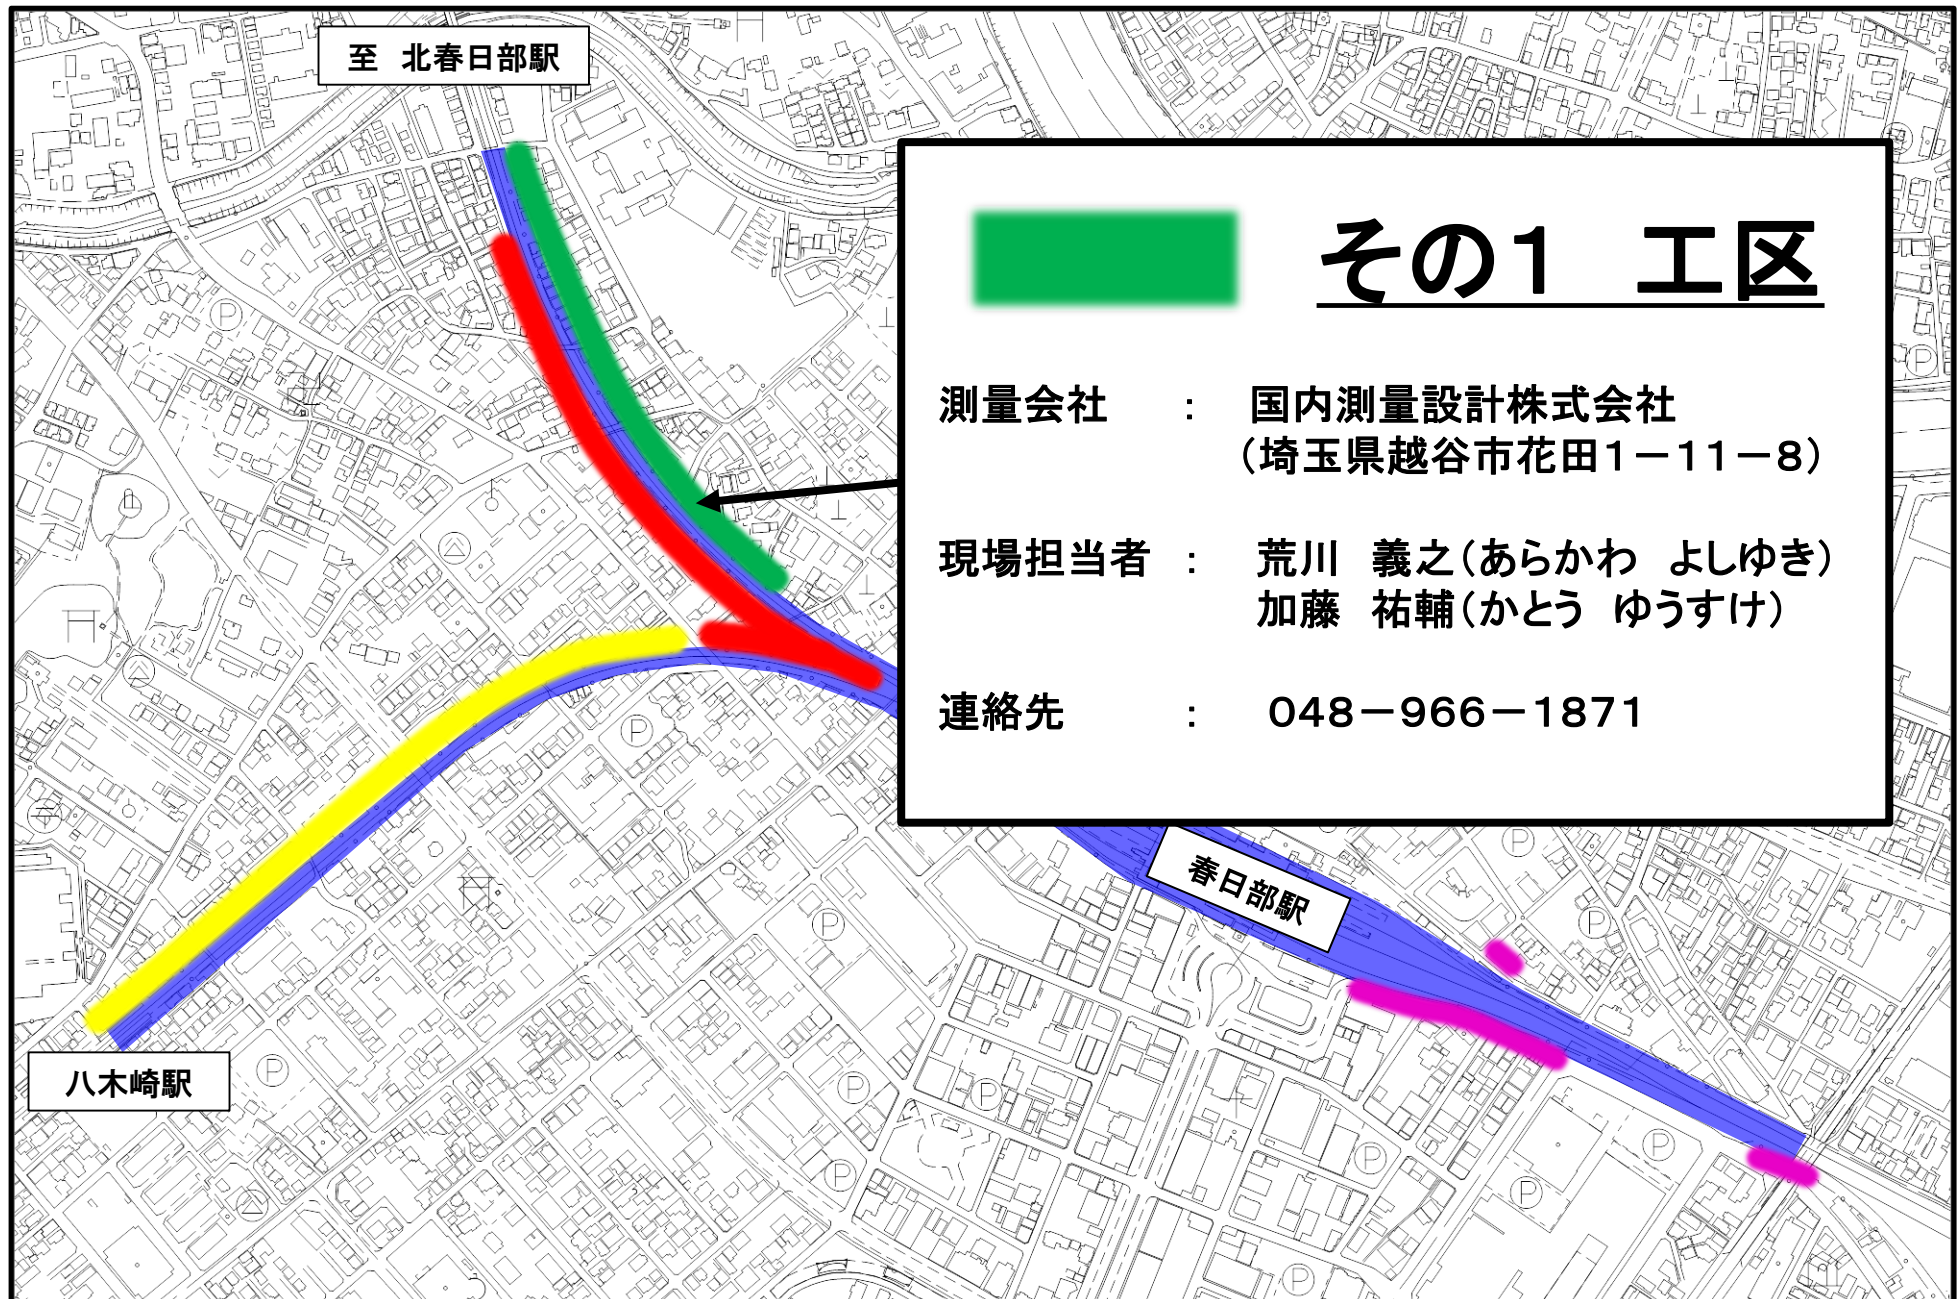 至　北春日部駅
その１　工区
測量会社　：　国内測量設計株式会社
（埼玉県越谷市花田１－１１－８）
現場担当者　：　荒川　義之（あらかわ　よしゆき）
加藤　祐輔（かとう　ゆうすけ）
連絡先　：　０４８－９６６－１８７１
春日部駅
八木崎駅
Ｐ
Ｐ
Ｐ
Ｐ
Ｐ
Ｐ
Ｐ
Ｐ
Ｐ
Ｐ
Ｐ
Ｐ
Ｐ
Ｐ